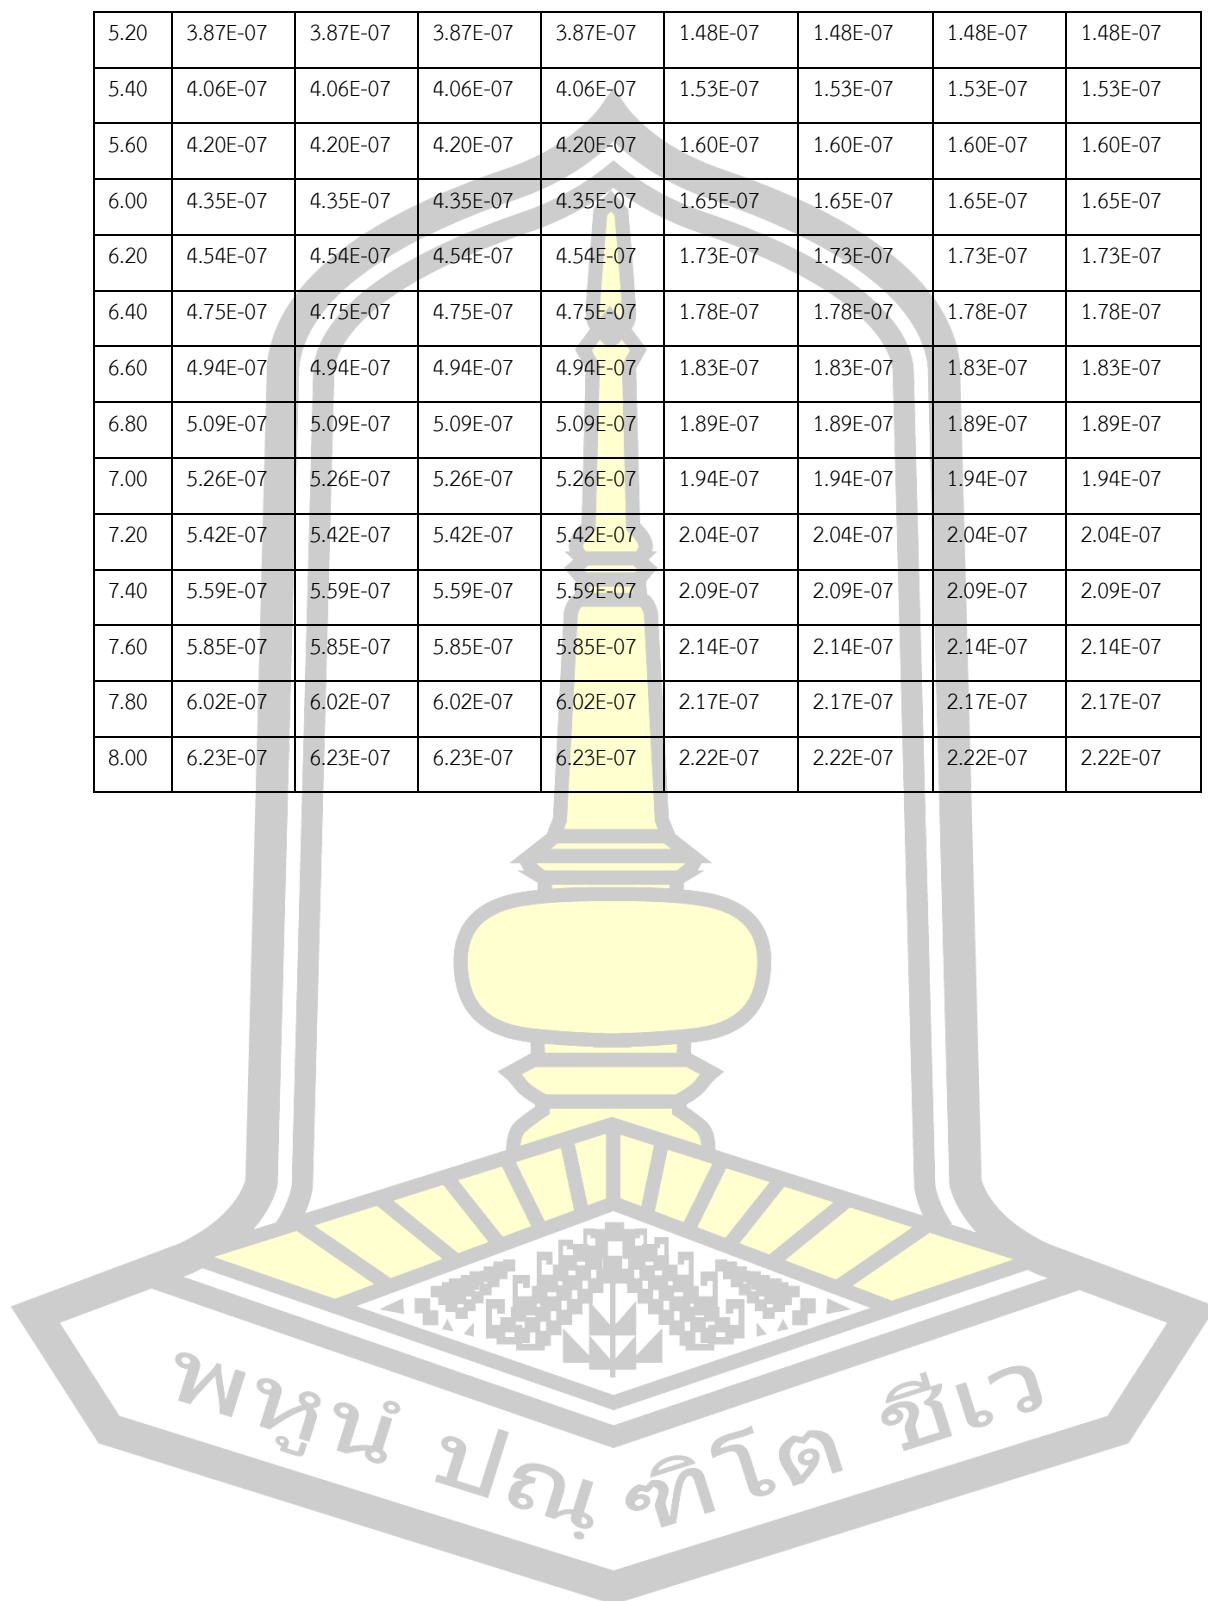 5.20 3.87E-07 3.87E-07 3.87E-07 3.87E-07 1.48E-07 1.48E-07 1.48E-07 1.48E-07
5.40 4.06E-07 4.06E-07 4.06E-07 4.06E-07 1.53E-07 1.53E-07 1.53E-07 1.53E-07
5.60 4.20E-07 4.20E-07 4.20E-07 4.20E-07 1.60E-07 1.60E-07 1.60E-07 1.60E-07
6.00 4.35E-07 4.35E-07 4.35E-07 4.35E-07 1.65E-07 1.65E-07 1.65E-07 1.65E-07
6.20 4.54E-07 4.54E-07 4.54E-07 4.54E-07 1.73E-07 1.73E-07 1.73E-07 1.73E-07
6.40 4.75E-07 4.75E-07 4.75E-07 4.75E-07 1.78E-07 1.78E-07 1.78E-07 1.78E-07
6.60 4.94E-07 4.94E-07 4.94E-07 4.94E-07 1.83E-07 1.83E-07 1.83E-07 1.83E-07
6.80 5.09E-07 5.09E-07 5.09E-07 5.09E-07 1.89E-07 1.89E-07 1.89E-07 1.89E-07
7.00 5.26E-07 5.26E-07 5.26E-07 5.26E-07 1.94E-07 1.94E-07 1.94E-07 1.94E-07
7.20 5.42E-07 5.42E-07 5.42E-07 5.42E-07 2.04E-07 2.04E-07 2.04E-07 2.04E-07
7.40 5.59E-07 5.59E-07 5.59E-07 5.59E-07 2.09E-07 2.09E-07 2.09E-07 2.09E-07
7.60 5.85E-07 5.85E-07 5.85E-07 5.85E-07 2.14E-07 2.14E-07 2.14E-07 2.14E-07
7.80 6.02E-07 6.02E-07 6.02E-07 6.02E-07 2.17E-07 2.17E-07 2.17E-07 2.17E-07
8.00 6.23E-07 6.23E-07 6.23E-07 6.23E-07 2.22E-07 2.22E-07 2.22E-07 2.22E-07
พหูนํ ปณฺฑิโต ชีเว